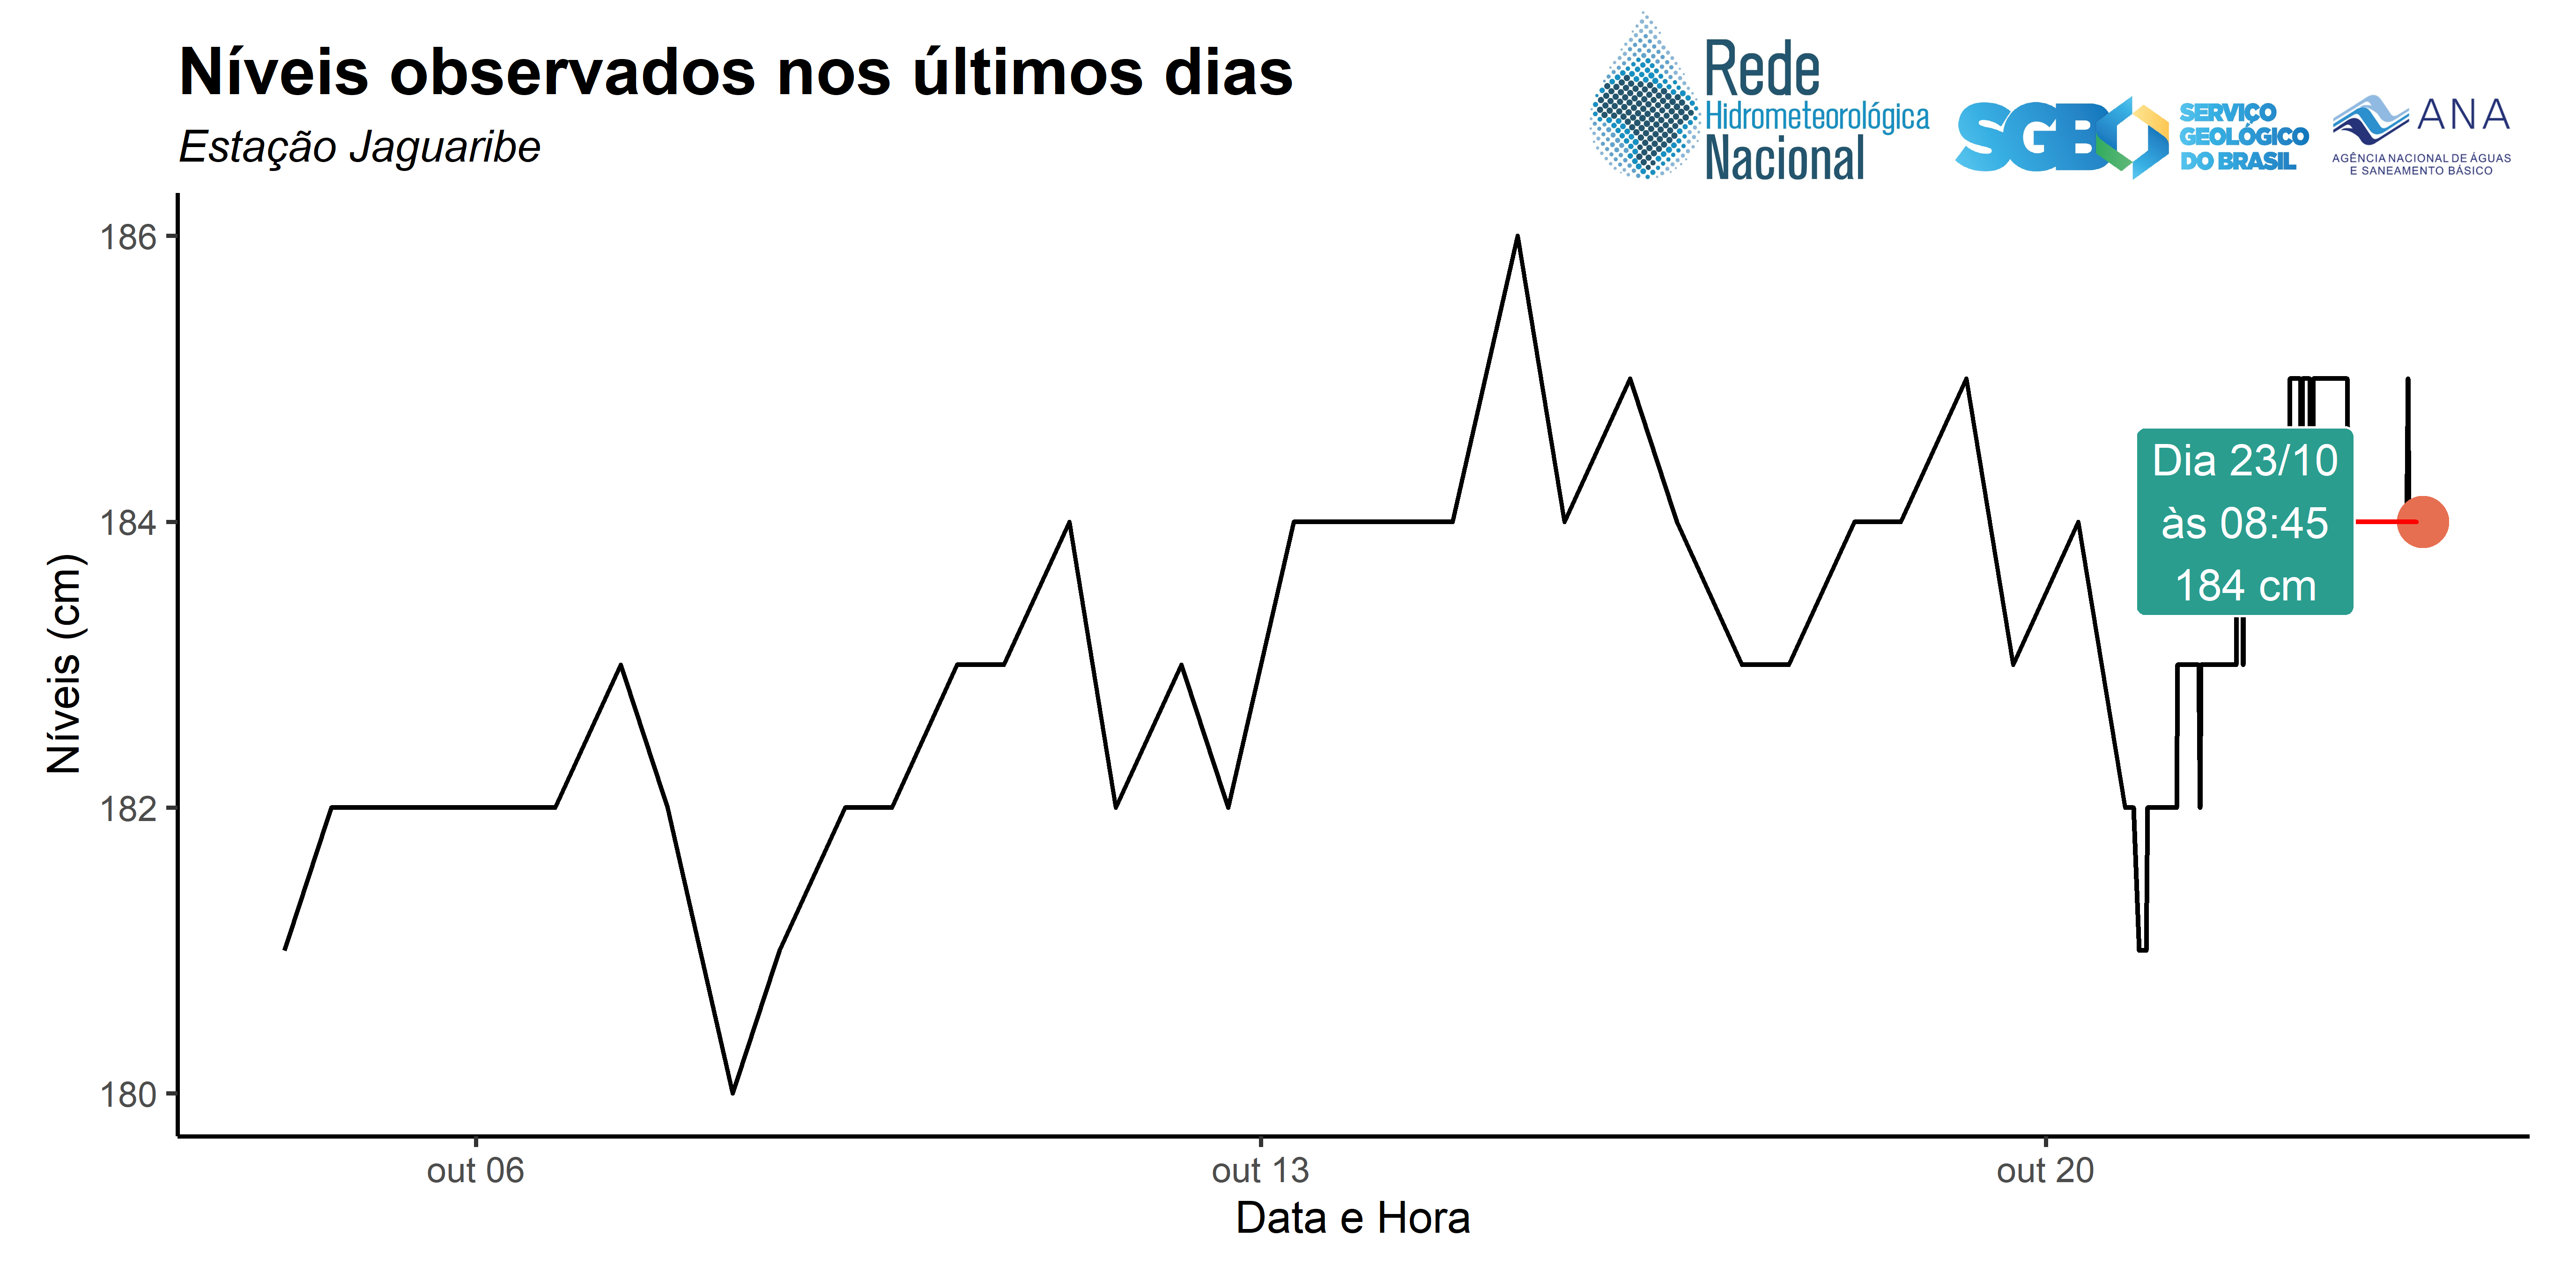 Níveis observados nos últimos dias
Estação Jaguaribe
Rede
Hidrometeorológica
Nacional
SGB
SERVIÇO
GEOLÓGICO
DO BRASIL
ANA
AGÊNCIA NACIONAL DE ÁGUAS
E SANEAMENTO BÁSICO
186
184
182
180
Níveis (cm)
Dia 23/10
às 08:45
184 cm
out 06
out 13
out 20
Data e Hora